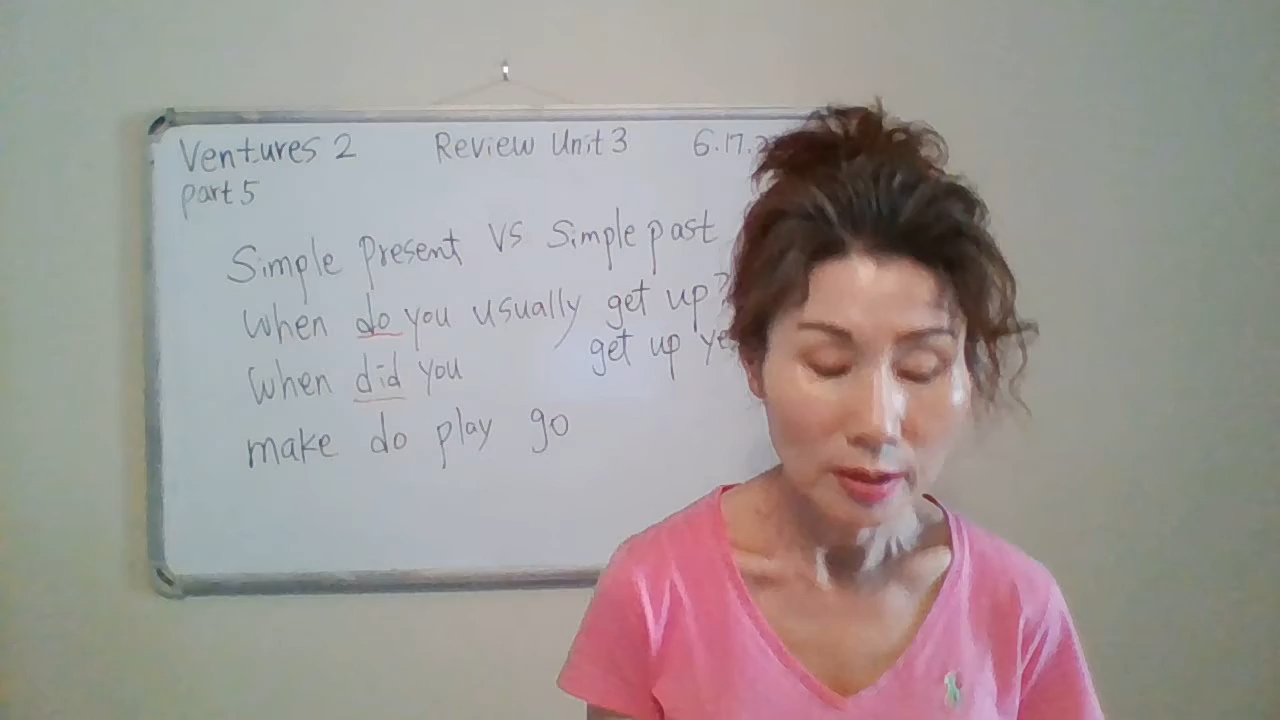 Ventures 2 Review Unit 3 6.17.
part 5
Simple present VS Simple past
When do you usually get up?
When did you get up
make do play go